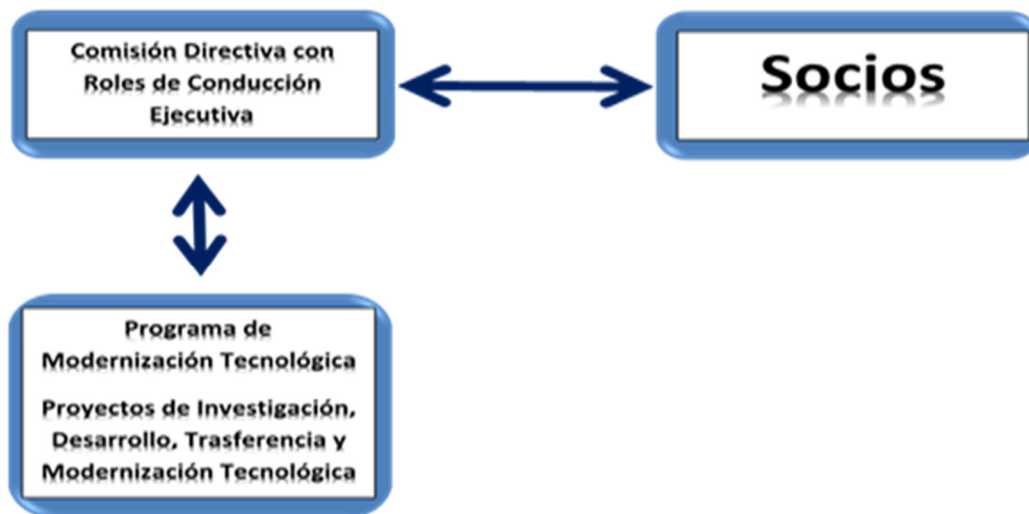 Comisión Directiva con
Roles de Conducción
Ejecutiva
Socios
Programa de
Modernización Tecnológica
Proyectos de Investigación,
Desarrollo, Trasferencia y
Modernización Tecnológica